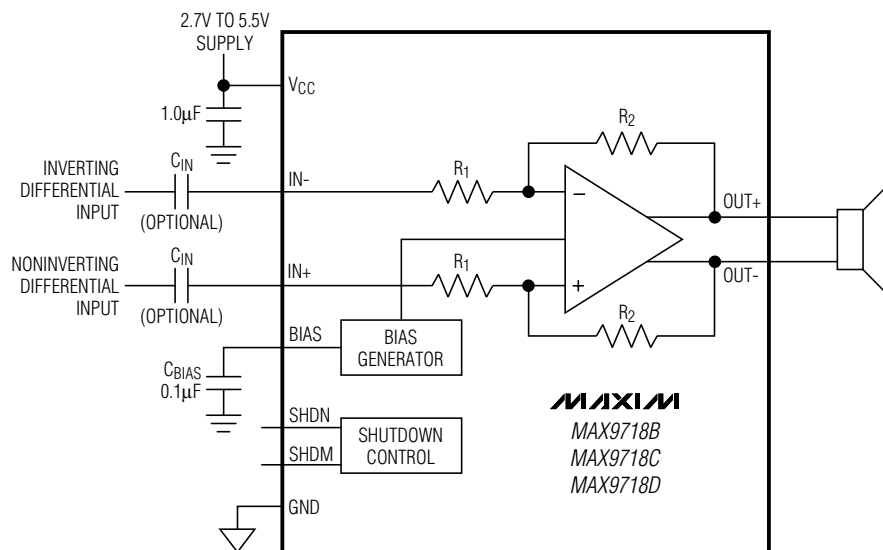 2.7V TO 5.5V
SUPPLY
VCC
1.0μF
R2
INVERTING
DIFFERENTIAL
INPUT
CIN
(OPTIONAL)
IN-
R1
−
OUT+
NONINVERTING
DIFFERENTIAL
INPUT
CIN
(OPTIONAL)
IN+
R1
+
OUT-
R2
BIAS
BIAS
GENERATOR
CBIAS
0.1μF
SHDN
SHDM
SHUTDOWN
CONTROL
GND
MAXIM
MAX9718B
MAX9718C
MAX9718D